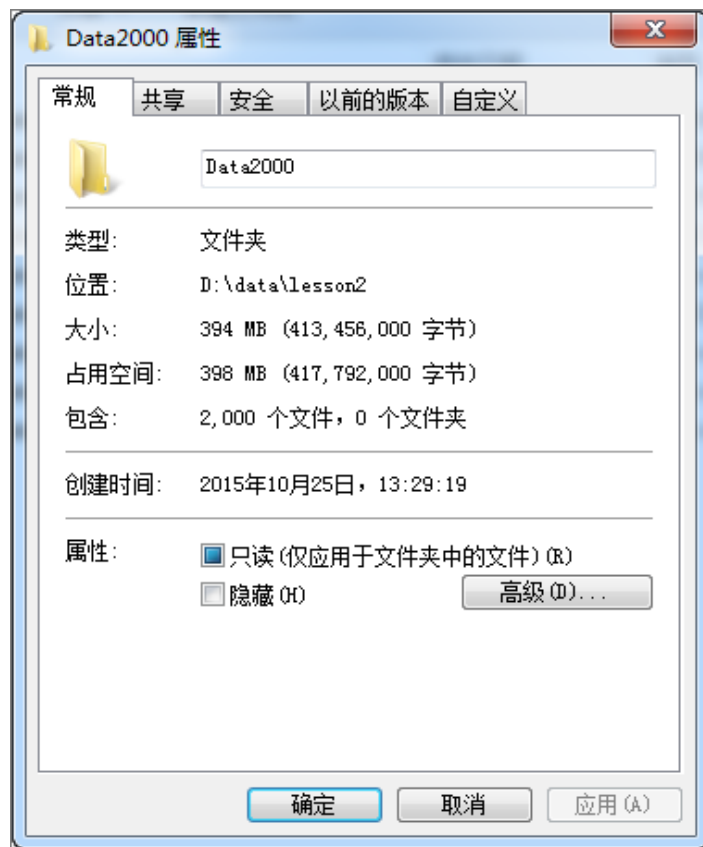 Data2000 属性
常规 共享 安全 以前的版本 自定义
Data2000
类型: 文件夹
位置: D:\data\lesson2
大小: 394 MB (413,456,000 字节)
占用空间: 398 MB (417,792,000 字节)
包含: 2,000 个文件，0 个文件夹
创建时间: 2015年10月25日，13:29:19
属性: 只读(仅应用于文件夹中的文件)(R)
隐藏(H) 高级(D)...
确定 取消 应用(A)